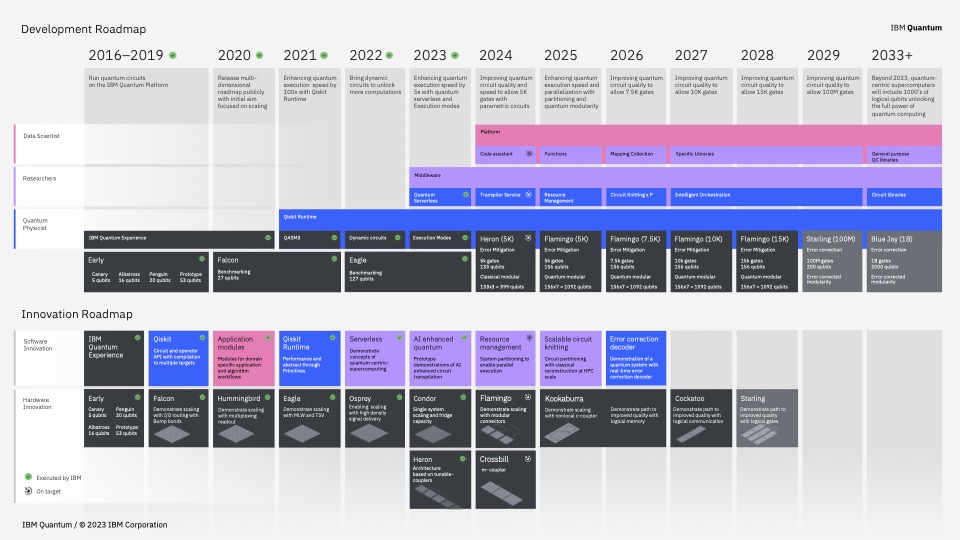 Development Roadmap
IBM Quantum
2016–2019
2020
2021
2022
2023
2024
2025
2026
2027
2028
2029
2033+
Run quantum circuits
on the IBM Quantum Platform
Release multi-
dimensional
roadmap publicly
with initial aim
focused on scaling
Enhancing quantum
execution speed by
100x with Qiskit
Runtime
Bring dynamic
circuits to unlock
more computations
Enhancing quantum
execution speed by
5x with quantum
serverless and
Execution modes
Improving quantum
circuit quality and
speed to allow 5K
gates with
parametric circuits
Enhancing quantum
execution speed and
parallelization with
partitioning and
quantum modularity
Improving quantum
circuit quality to
allow 7.5K gates
Improving quantum
circuit quality to
allow 10K gates
Improving quantum
circuit quality to
allow 15K gates
Improving quantum
circuit quality to
allow 100M gates
Beyond 2033, quantum-
centric supercomputers
will include 1000's of
logical qubits unlocking
the full power of
quantum computing
Data Scientist
Platform
Code assistant
Functions
Mapping Collection
Specific Libraries
General purpose
QC libraries
Researchers
Middleware
Quantum
Serverless
Transpiler Service
Resource
Management
Circuit Knitting x P
Intelligent Orchestration
Circuit libraries
Quantum
Physicist
Qiskit Runtime
IBM Quantum Experience
QASM3
Dynamic circuits
Execution Modes
Early
Canary
5 qubits
Albatross
16 qubits
Penguin
20 qubits
Prototype
53 qubits
Falcon
Benchmarking
27 qubits
Eagle
Benchmarking
127 qubits
Heron (5K)
Error Mitigation
5k gates
133 qubits
Classical modular
133x3 = 399 qubits
Flamingo (5K)
Error Mitigation
5k gates
156 qubits
Quantum modular
156x7 = 1092 qubits
Flamingo (7.5K)
Error Mitigation
7.5k gates
156 qubits
Quantum modular
156x7 = 1092 qubits
Flamingo (10K)
Error Mitigation
10k gates
156 qubits
Quantum modular
156x7 = 1092 qubits
Flamingo (15K)
Error Mitigation
15k gates
156 qubits
Quantum modular
156x7 = 1092 qubits
Starling (100M)
Error correction
100M gates
200 qubits
Error corrected
modularity
Blue Jay (1B)
Error correction
1B gates
2000 qubits
Error corrected
modularity
Innovation Roadmap
Software
Innovation
IBM
Quantum
Experience
Qiskit
Circuit and operator
API with compilation
to multiple targets
Application
modules
Modules for domain
specific application
and algorithm
workflows
Qiskit
Runtime
Performance and
abstract through
Primitives
Serverless
Demonstrate
concepts of
quantum centric-
supercomputing
AI enhanced
quantum
Prototype
demonstrations of AI
enhanced circuit
transpilation
Resource
management
System partitioning to
enable parallel
execution
Scalable circuit
knitting
Circuit partitioning
with classical
reconstruction at HPC
scale
Error correction
decoder
Demonstration of a
quantum system with
real-time error
correction decoder
Hardware
Innovation
Early
Canary
5 qubits
Penguin
20 qubits
Albatross
16 qubits
Prototype
53 qubits
Falcon
Demonstrate scaling
with I/O routing with
Bump bonds
Hummingbird
Demonstrate scaling
with multiplexing
readout
Eagle
Demonstrate scaling
with MLW and TSV
Osprey
Enabling scaling
with high density
signal delivery
Condor
Single system
scaling and fridge
capacity
Flamingo
Demonstrate scaling
with modular
connectors
Kookaburra
Demonstrate scaling
with nonlocal c-coupler
Demonstrate path to
improved quality with
logical memory
Cockatoo
Demonstrate path to
improved quality with
logical communication
Starling
Demonstrate path to
improved quality
with logical gates
Heron
Architecture
based on tunable-
couplers
Crossbill
m- coupler
Executed by IBM
On target
IBM Quantum / © 2023 IBM Corporation